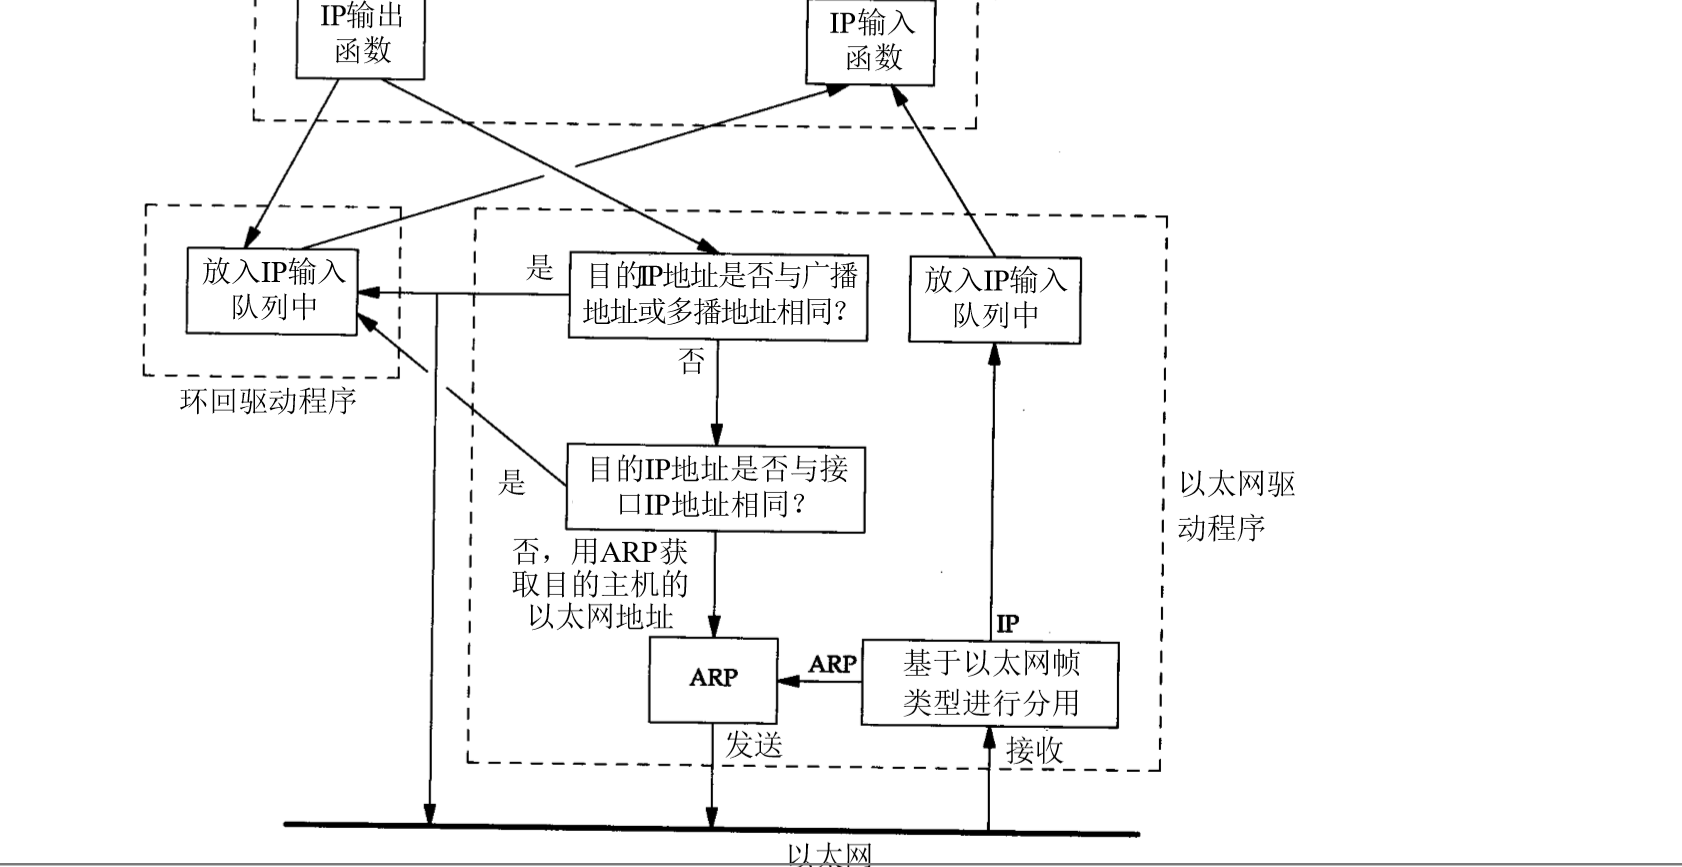 IP输出
函数
IP输入
函数
放入IP输入
队列中
是
目的IP地址是否与广播
地址或多播地址相同?
放入IP输入
队列中
否
环回驱动程序
目的IP地址是否与接
口IP地址相同?
是
以太网驱
动程序
否，用ARP获
取目的主机的
以太网地址
IP
ARP
ARP
基于以太网帧
类型进行分用
发送
接收
以太网